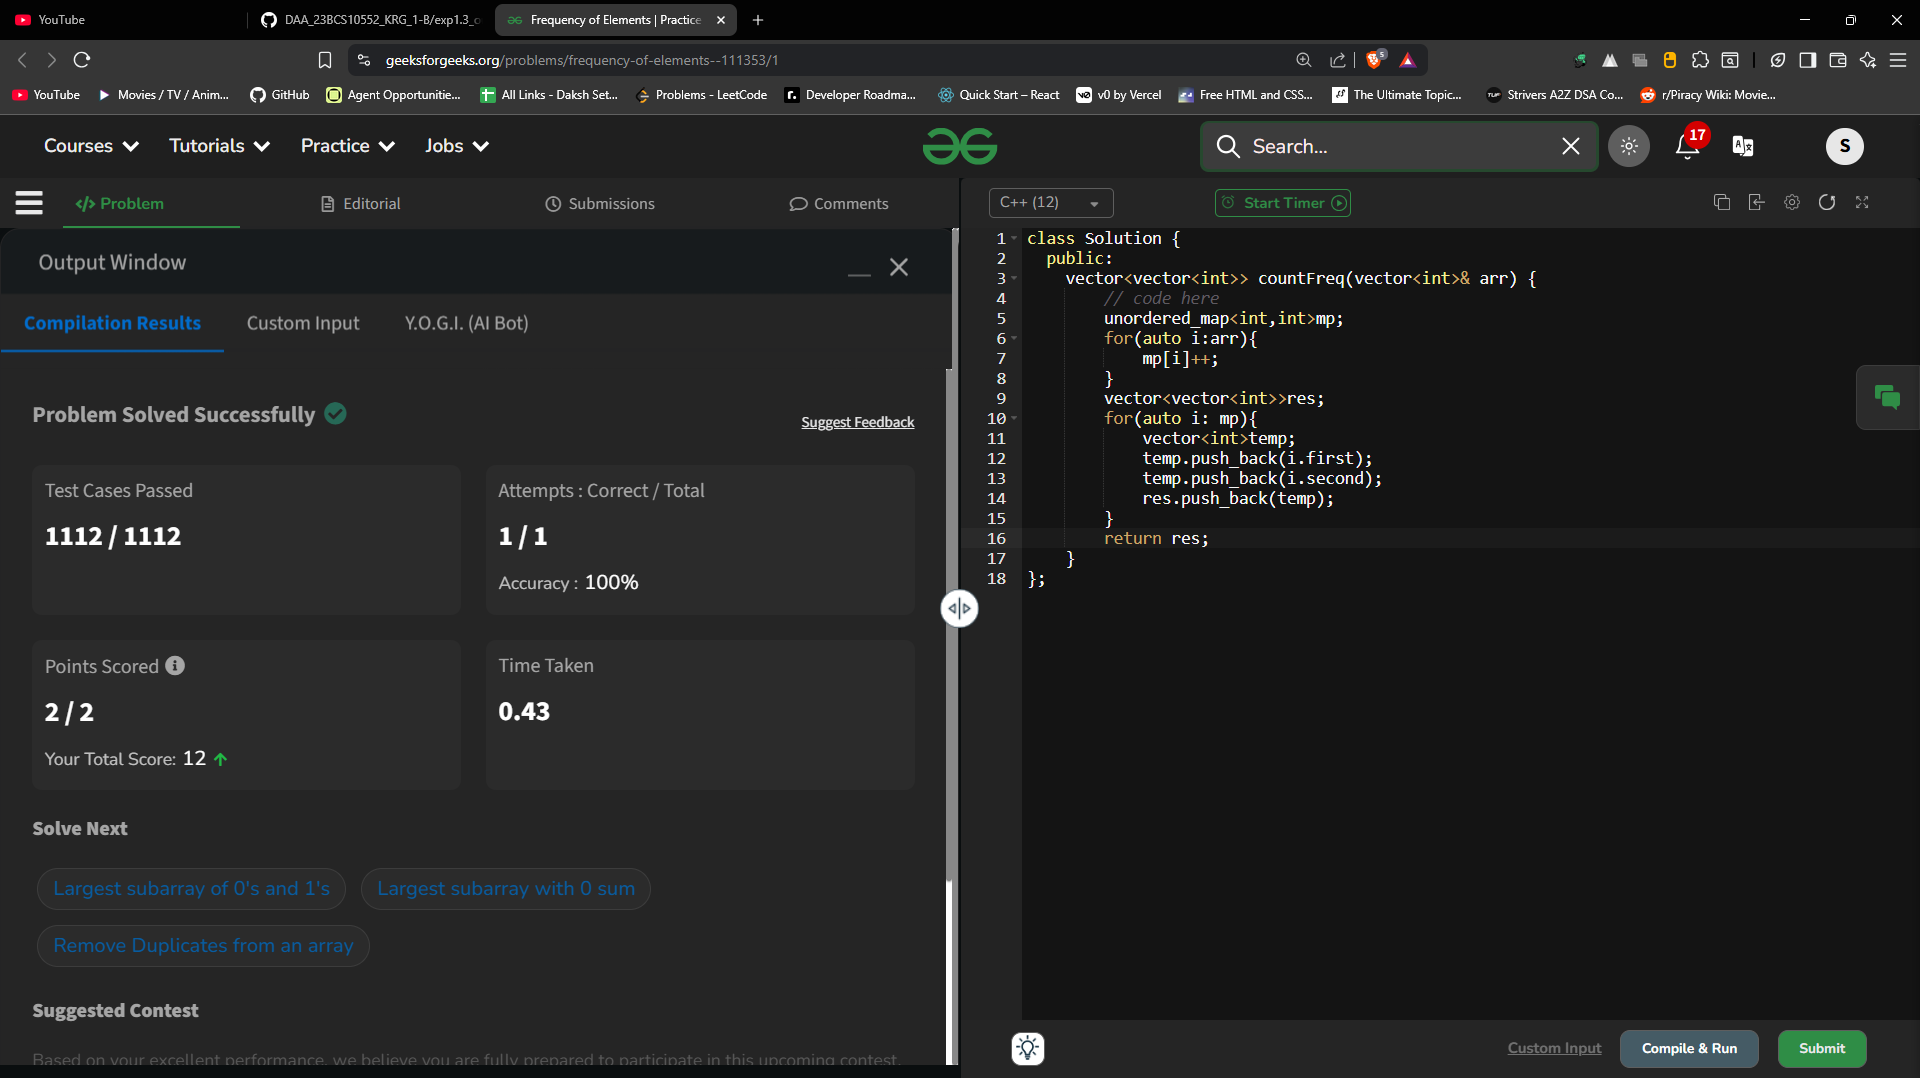 YouTube
DAA_23BCS10552_KRG_1-B/exp1.3_o
Frequency of Elements | Practice
geeksforgeeks.org/problems/frequency-of-elements--111353/1
5
YouTube
Movies / TV / Anim...
GitHub
Agent Opportunitie...
All Links - Daksh Set...
Problems - LeetCode
Developer Roadma...
Quick Start – React
v0 by Vercel
Free HTML and CSS...
The Ultimate Topic...
Strivers A2Z DSA Co...
r/Piracy Wiki: Movie...
Courses
Tutorials
Practice
Jobs
Search...
17
S
</> Problem
Editorial
Submissions
Comments
C++ (12)
Start Timer
Output Window
Compilation Results
Custom Input
Y.O.G.I. (AI Bot)
Problem Solved Successfully
Suggest Feedback
Test Cases Passed
1112 / 1112
Attempts : Correct / Total
1 / 1
Accuracy : 100%
Points Scored
2 / 2
Your Total Score: 12
Time Taken
0.43
Solve Next
Largest subarray of 0's and 1's
Largest subarray with 0 sum
Remove Duplicates from an array
Suggested Contest
Based on your excellent performance, we believe you are fully prepared to participate in this upcoming contest.
1 class Solution {
2 public:
3 vector<vector<int>> countFreq(vector<int>& arr) {
4 // code here
5 unordered_map<int,int>mp;
6 for(auto i:arr){
7 mp[i]++;
8 }
9 vector<vector<int>>res;
10 for(auto i: mp){
11 vector<int>temp;
12 temp.push_back(i.first);
13 temp.push_back(i.second);
14 res.push_back(temp);
15 }
16 return res;
17 }
18 };
Custom Input
Compile & Run
Submit